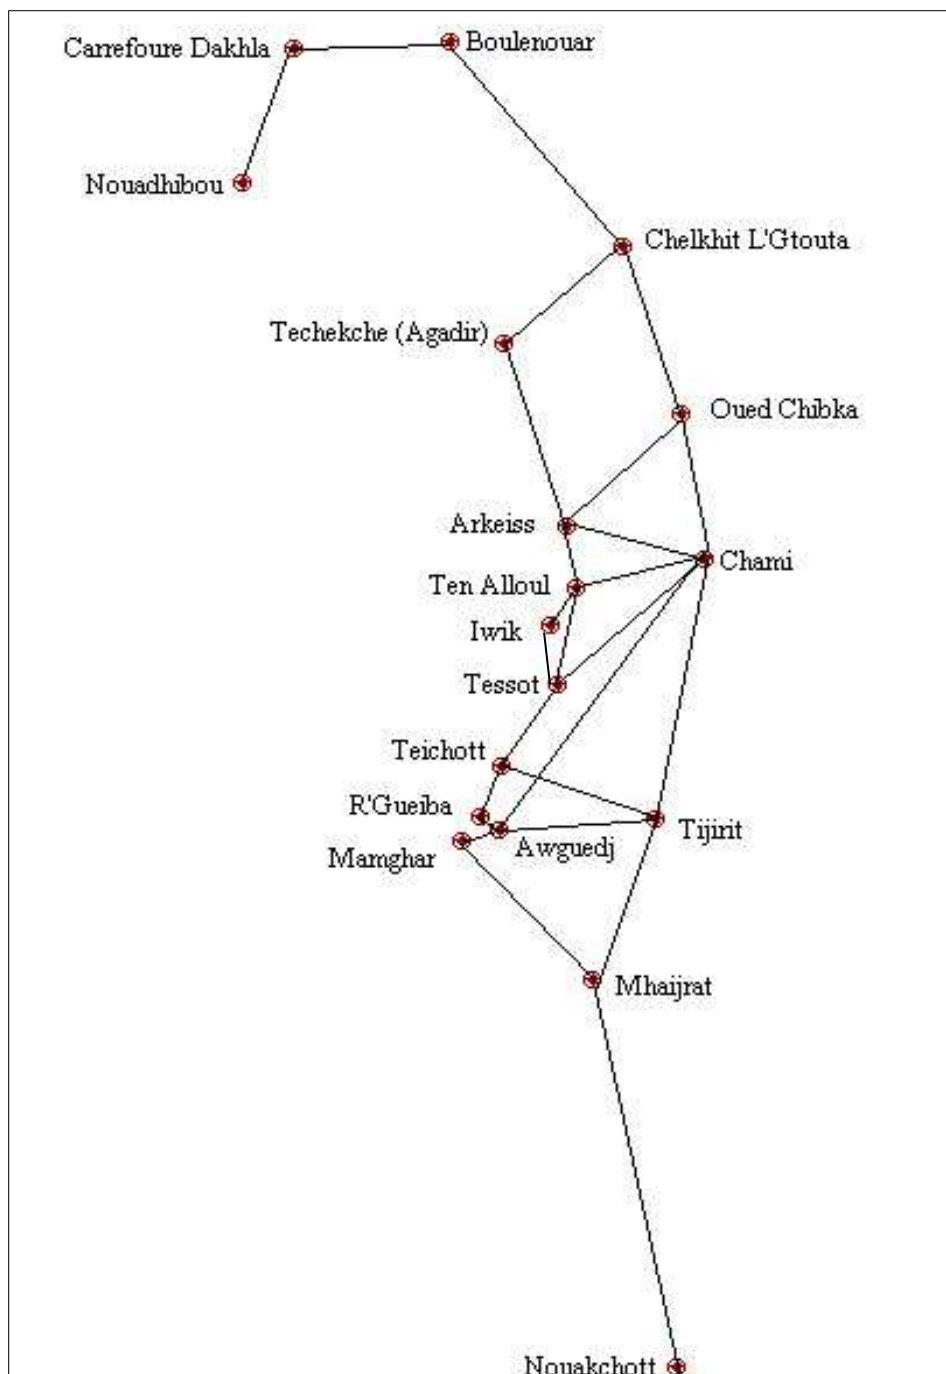 Carrefoure Dakhla
Boulenouar
Nouadhibou
Chelkhit L'Gtouta
Techekche (Agadir)
Oued Chibka
Arkeiss
Chami
Ten Alloul
Iwik
Tessot
Teichott
R'Gueiba
Tijirit
Awguedj
Mamghar
Mhaijrat
Nouakchott